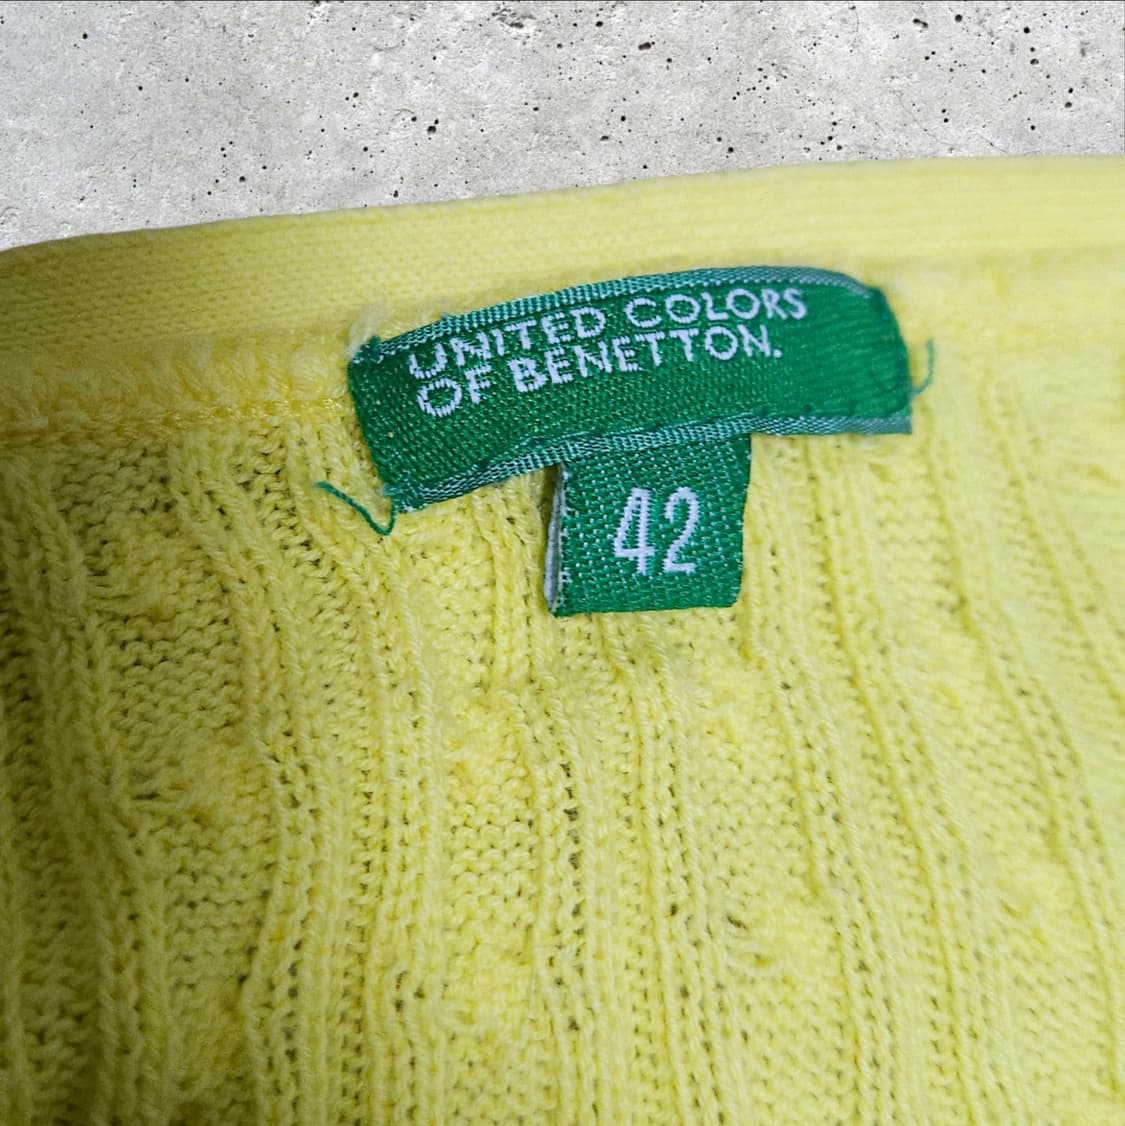 UNITED COLORS
OF BENETTON.
42